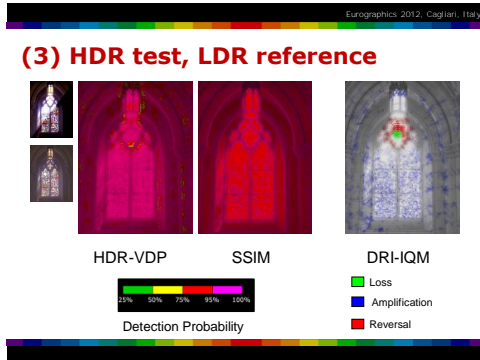 Eurographics 2012, Cagliari, Italy
(3) HDR test, LDR reference
HDR-VDP
SSIM
DRI-IQM
25% 50% 75% 95% 100%
Detection Probability
Loss
Amplification
Reversal